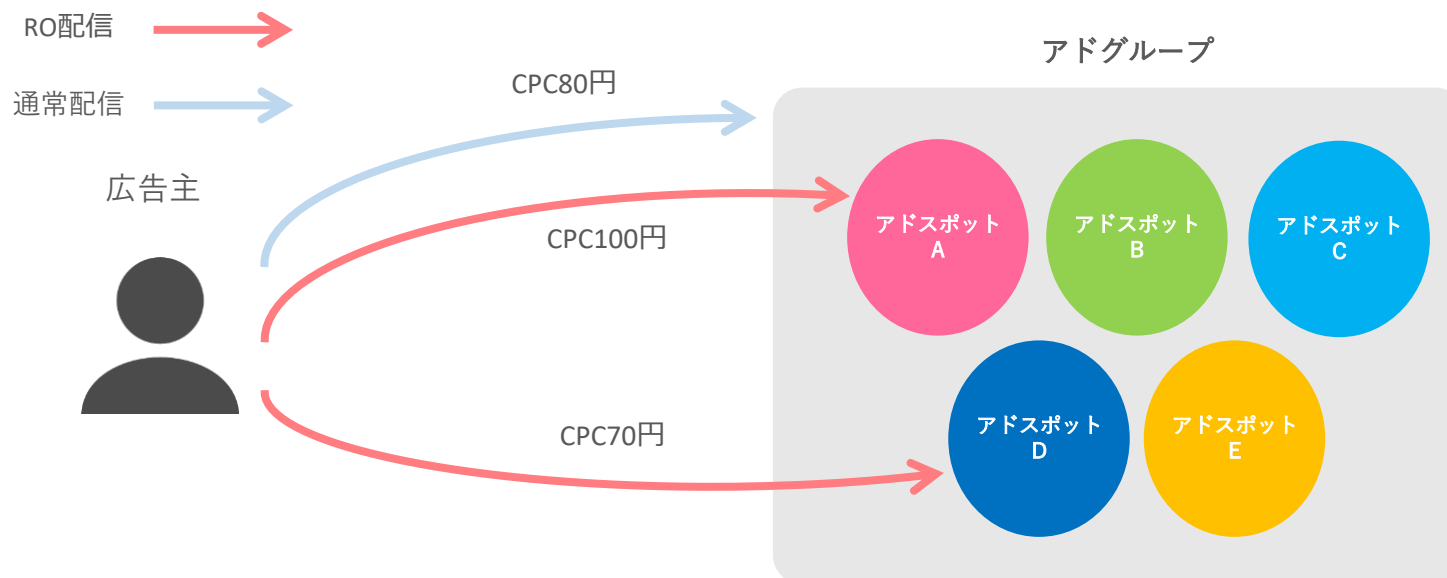 RO配信
通常配信
広告主
CPC80円
CPC100円
CPC70円
アドグループ
アドスポット
A
アドスポット
B
アドスポット
C
アドスポット
D
アドスポット
E